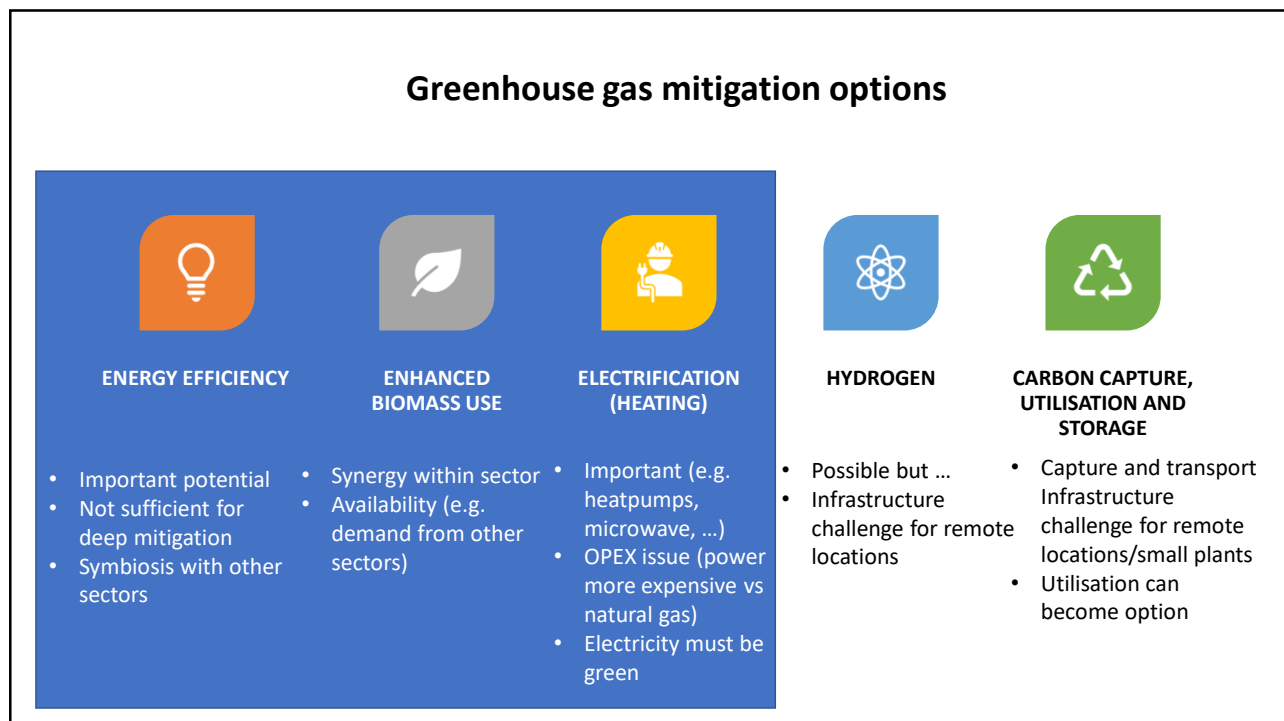 Greenhouse gas mitigation options
ENERGY EFFICIENCY
• Important potential
• Not sufficient for
deep mitigation
• Symbiosis with other
sectors
ENHANCED
BIOMASS USE
• Synergy within sector
• Availability (e.g.
demand from other
sectors)
ELECTRIFICATION
(HEATING)
• Important (e.g.
heatpumps,
microwave, ...)
• OPEX issue (power
more expensive vs
natural gas)
• Electricity must be
green
HYDROGEN
• Possible but ...
• Infrastructure
challenge for remote
locations
CARBON CAPTURE,
UTILISATION AND
STORAGE
• Capture and transport
Infrastructure
challenge for remote
locations/small plants
• Utilisation can
become option